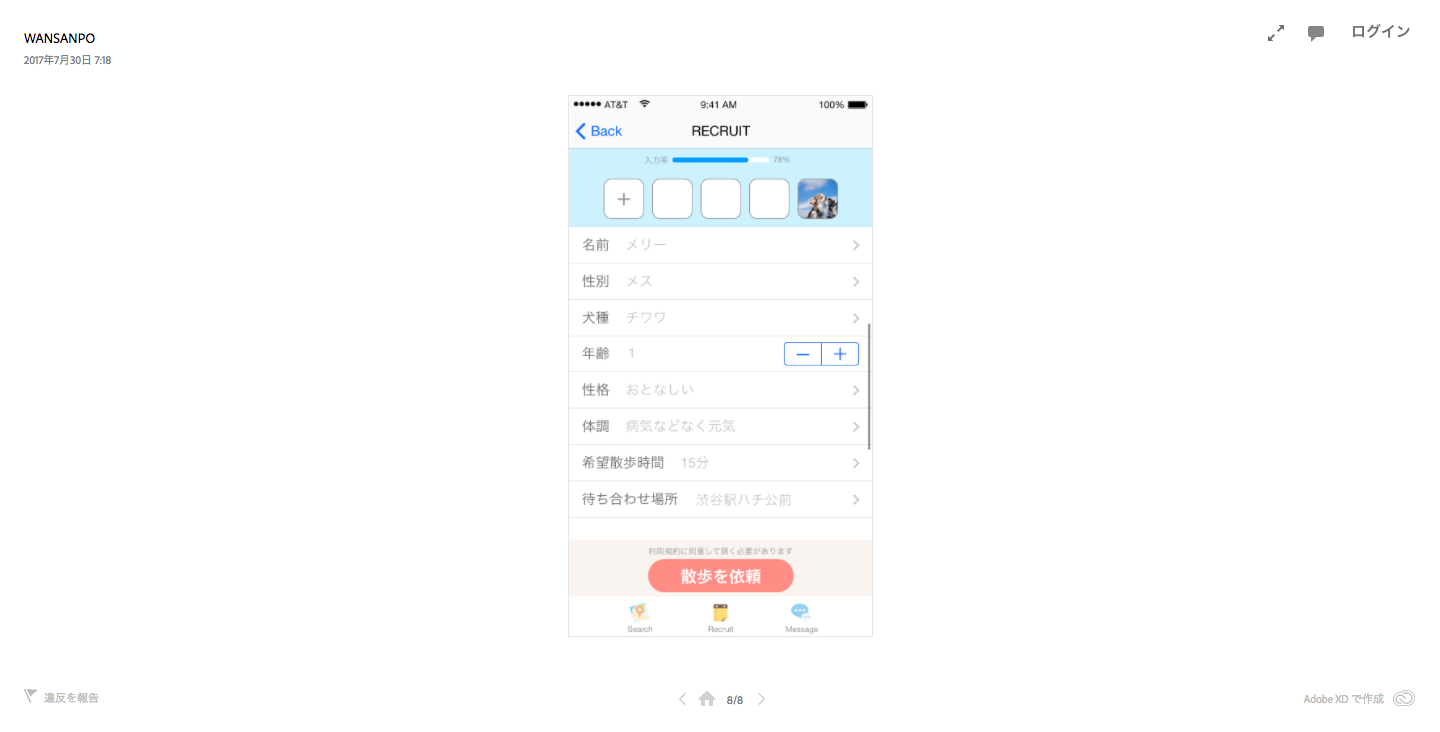 WANSANPO
2017年7月30日 7:18
ログイン
AT&T 9:41 AM 100%
Back RECRUIT
入力率 78%
名前 メリー
性別 メス
犬種 チワワ
年齢 1
性格 おとなしい
体調 病気などなく元気
希望散歩時間 15分
待ち合わせ場所 渋谷駅ハチ公前
利用規約に同意して頂く必要があります
散歩を依頼
Search Recruit Message
違反を報告
8/8
Adobe XD で作成